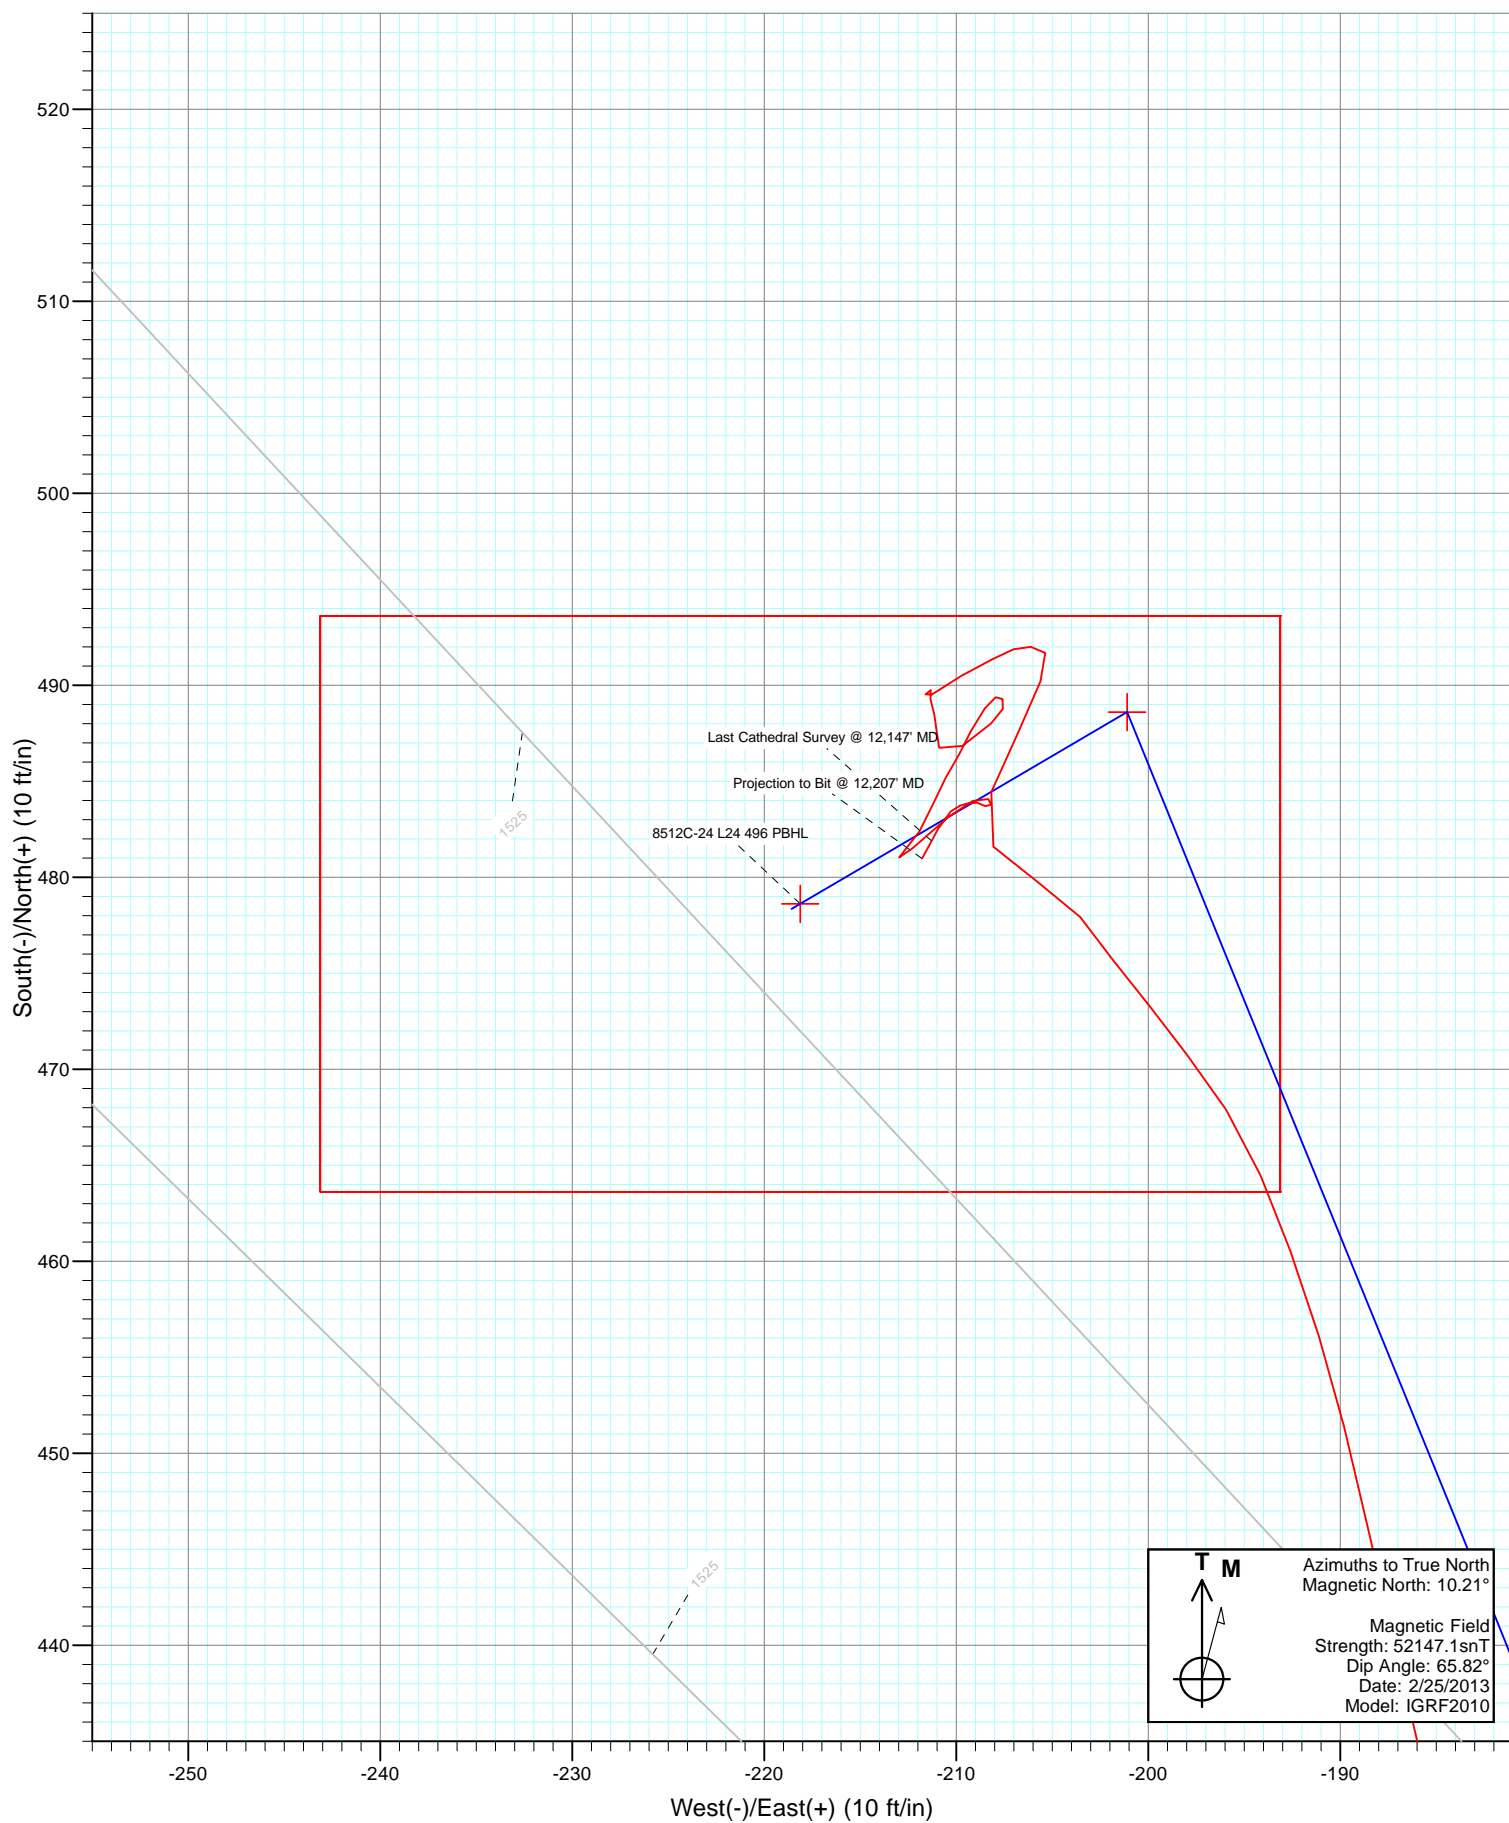 520
510
500
490
480
470
460
450
440
South(-)/North(+) (10 ft/in)
Last Cathedral Survey @ 12,147' MD
Projection to Bit @ 12,207' MD
8512C-24 L24 496 PBHL
1525
1525
T M
Azimuths to True North
Magnetic North: 10.21°
Magnetic Field
Strength: 52147.1snT
Dip Angle: 65.82°
Date: 2/25/2013
Model: IGRF2010
-250 -240 -230 -220 -210 -200 -190
West(-)/East(+) (10 ft/in)